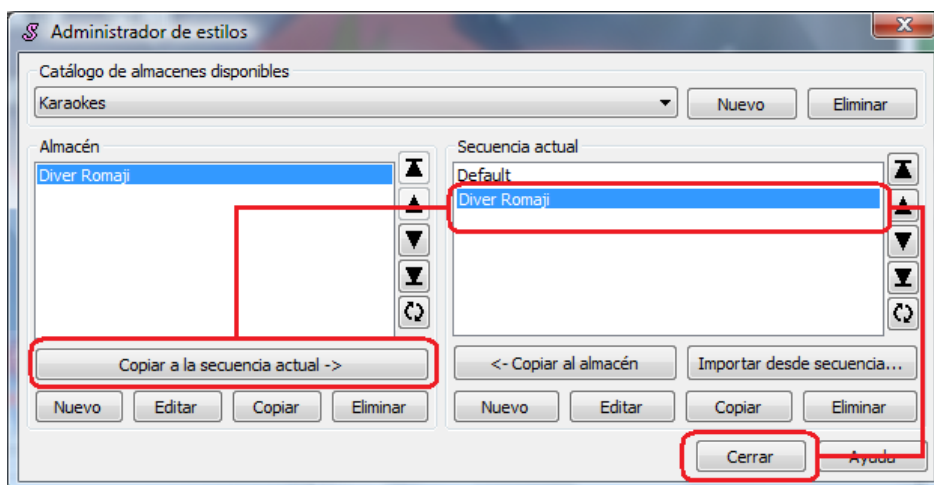 Administrador de estilos
Catálogo de almacenes disponibles
Karaokes
Nuevo
Eliminar
Almacén
Diver Romaji
Secuencia actual
Default
Diver Romaji
Copiar a la secuencia actual ->
<- Copiar al almacén
Importar desde secuencia...
Nuevo
Editar
Copiar
Eliminar
Nuevo
Editar
Copiar
Eliminar
Cerrar
Ayuda